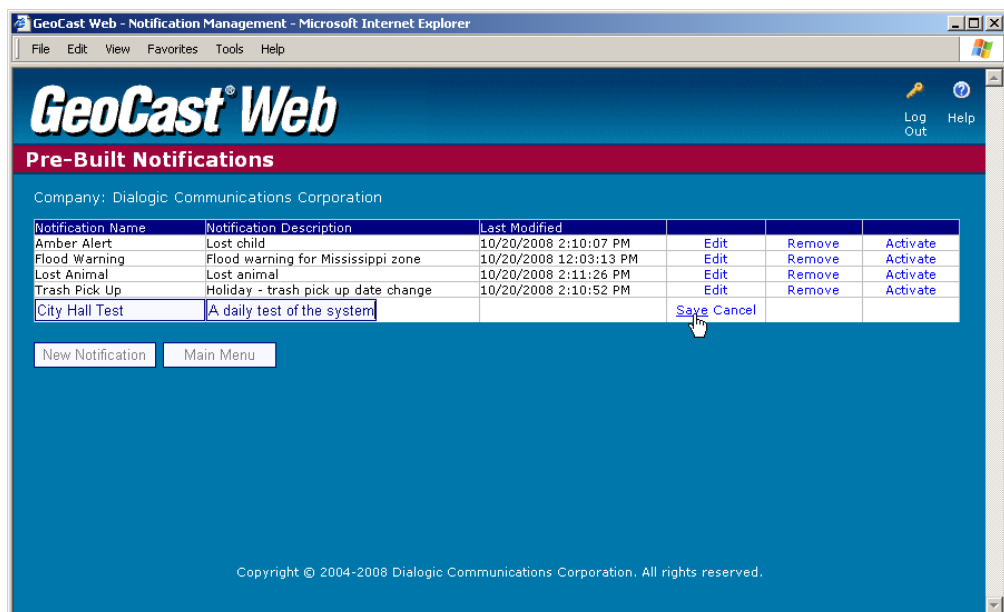 GeoCast Web - Notification Management - Microsoft Internet Explorer
File Edit View Favorites Tools Help
GeoCast® Web
Log Out
Help
Pre-Built Notifications
Company: Dialogic Communications Corporation
Notification Name Notification Description Last Modified
Amber Alert Lost child 10/20/2008 2:10:07 PM Edit Remove Activate
Flood Warning Flood warning for Mississippi zone 10/20/2008 12:03:13 PM Edit Remove Activate
Lost Animal Lost animal 10/20/2008 2:11:26 PM Edit Remove Activate
Trash Pick Up Holiday - trash pick up date change 10/20/2008 2:10:52 PM Edit Remove Activate
City Hall Test A daily test of the system Save Cancel
New Notification Main Menu
Copyright © 2004-2008 Dialogic Communications Corporation. All rights reserved.